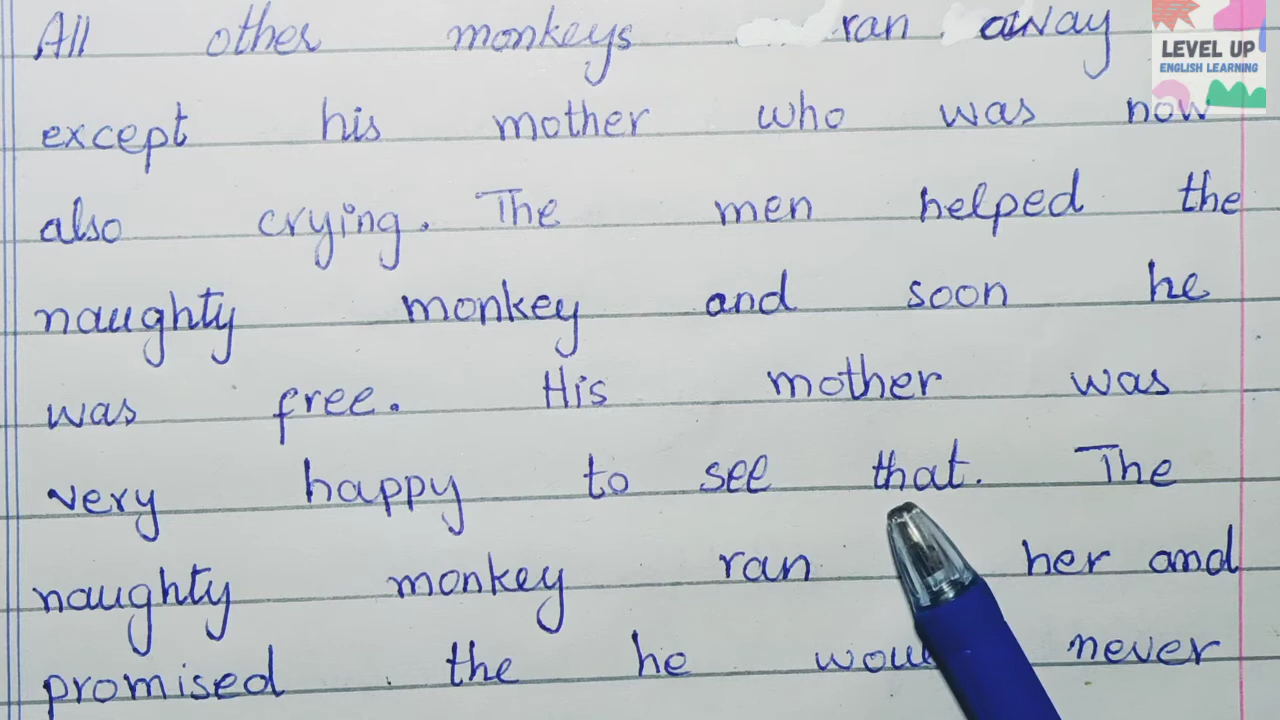 All other monkeys ran away
except his mother who was now
also crying. The men helped the
naughty monkey and soon he
was free. His mother was
very happy to see that. The
naughty monkey ran her and
promised the he never
LEVEL UP
ENGLISH LEARNING